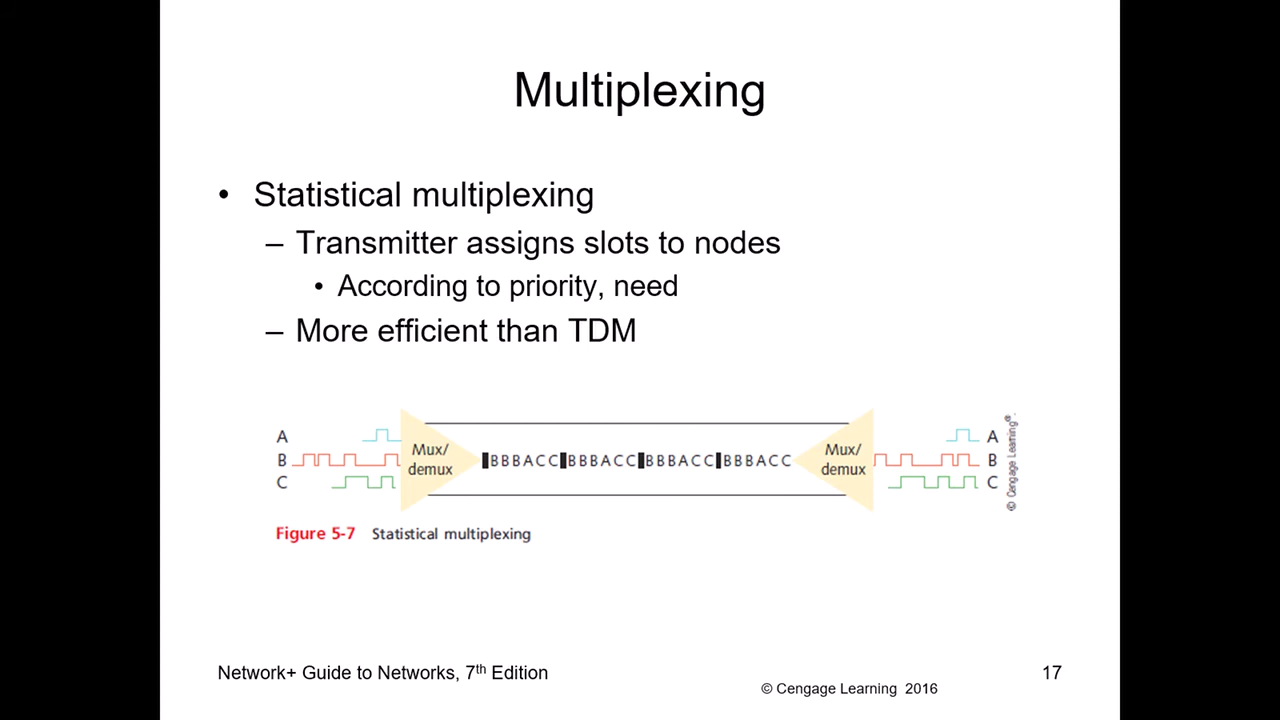 Multiplexing
• Statistical multiplexing
– Transmitter assigns slots to nodes
• According to priority, need
– More efficient than TDM
A
B
C
Mux/
demux
BBBACC BBBACC BBBACC BBBACC
Mux/
demux
A
B
C
© Cengage Learning®.
Figure 5-7 Statistical multiplexing
Network+ Guide to Networks, 7th Edition
© Cengage Learning 2016
17